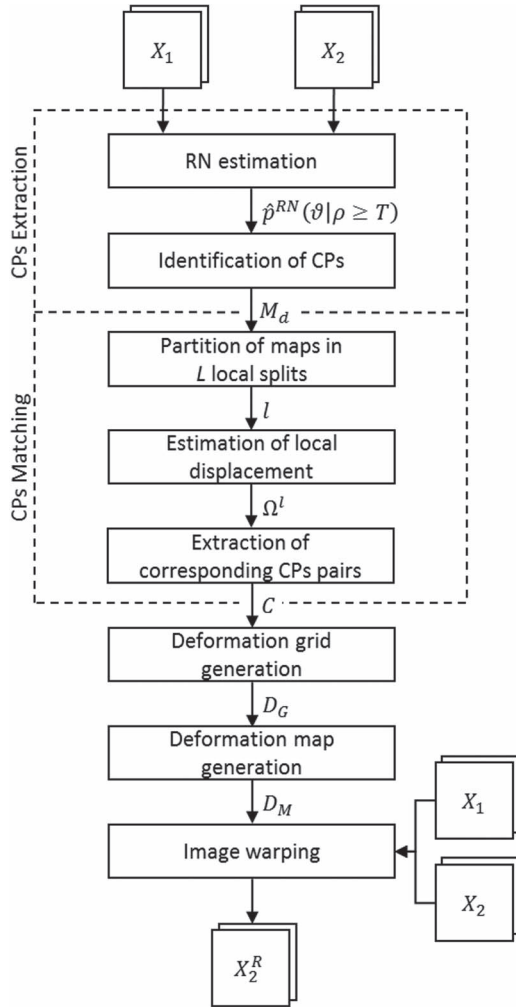 X₁
X₂
CPs Extraction
RN estimation
p̂^{RN}(ϑ|ρ ≥ T)
Identification of CPs
M_d
CPs Matching
Partition of maps in
L local splits
l
Estimation of local
displacement
Ω^l
Extraction of
corresponding CPs pairs
C
Deformation grid
generation
D_G
Deformation map
generation
D_M
X₁
Image warping
X₂
X₂^R